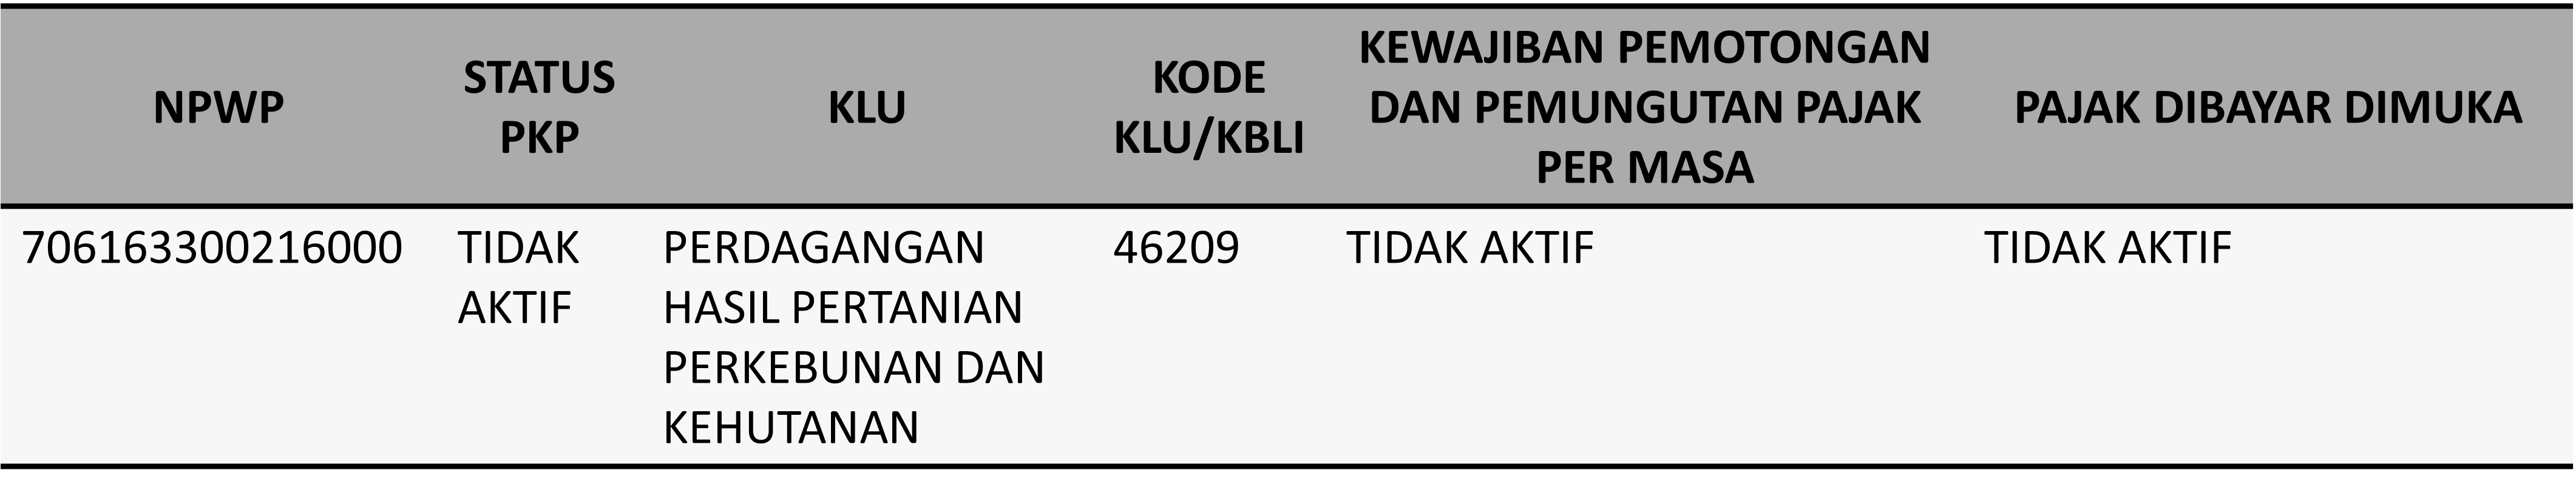 NPWP
STATUS
PKP
KLU
KODE
KLU/KBLI
KEWAJIBAN PEMOTONGAN
DAN PEMUNGUTAN PAJAK
PER MASA
PAJAK DIBAYAR DIMUKA
706163300216000
TIDAK
AKTIF
PERDAGANGAN
HASIL PERTANIAN
PERKEBUNAN DAN
KEHUTANAN
46209
TIDAK AKTIF
TIDAK AKTIF